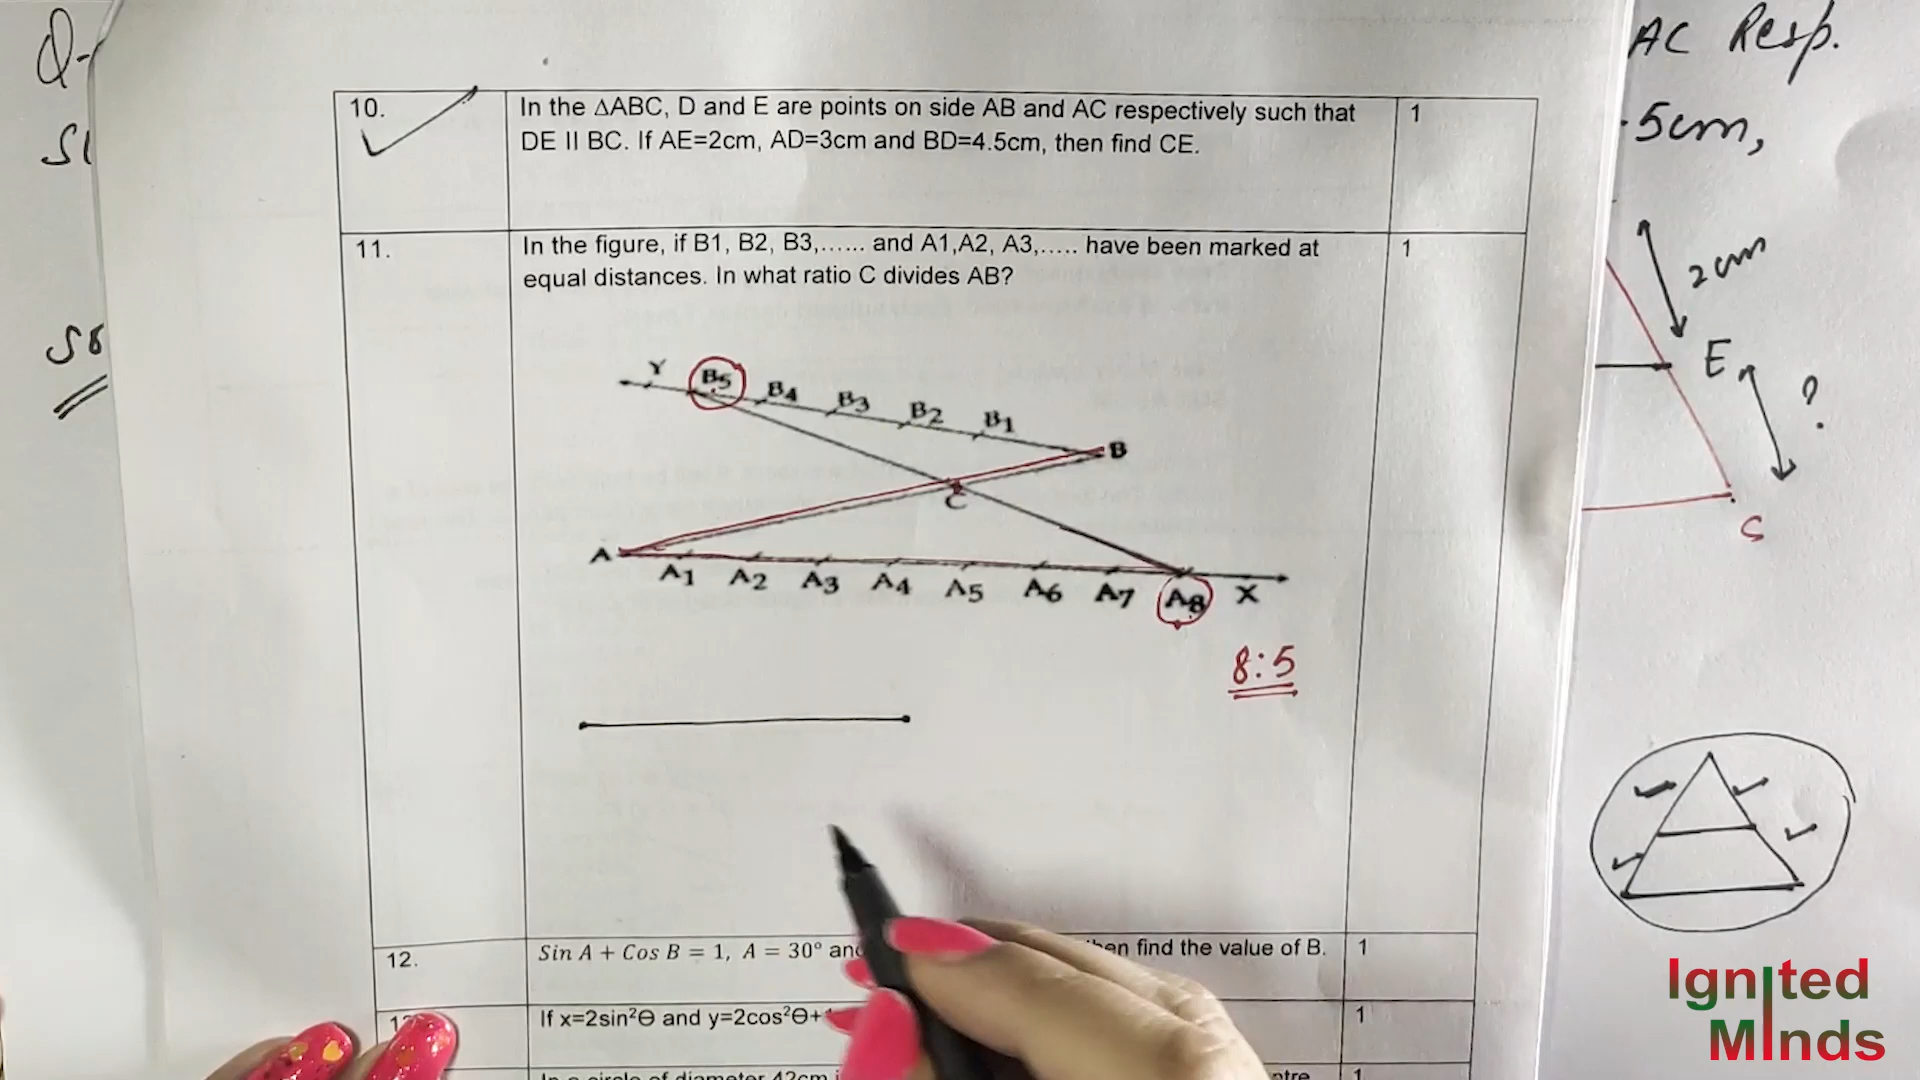 AC Resp.
.5cm,
10.
In the ΔABC, D and E are points on side AB and AC respectively such that
DE II BC. If AE=2cm, AD=3cm and BD=4.5cm, then find CE.
1
11.
In the figure, if B1, B2, B3,...... and A1,A2, A3,..... have been marked at
equal distances. In what ratio C divides AB?
1
2cm
E
?
Y B5 B4 B3 B2 B1
B
C
A
A1 A2 A3 A4 A5 A6 A7 A8 X
8:5
12.
Sin A + Cos B = 1, A = 30° find the value of B.
1
If x=2sin²Θ and y=2cos²Θ+
1
1
Ignited
Minds